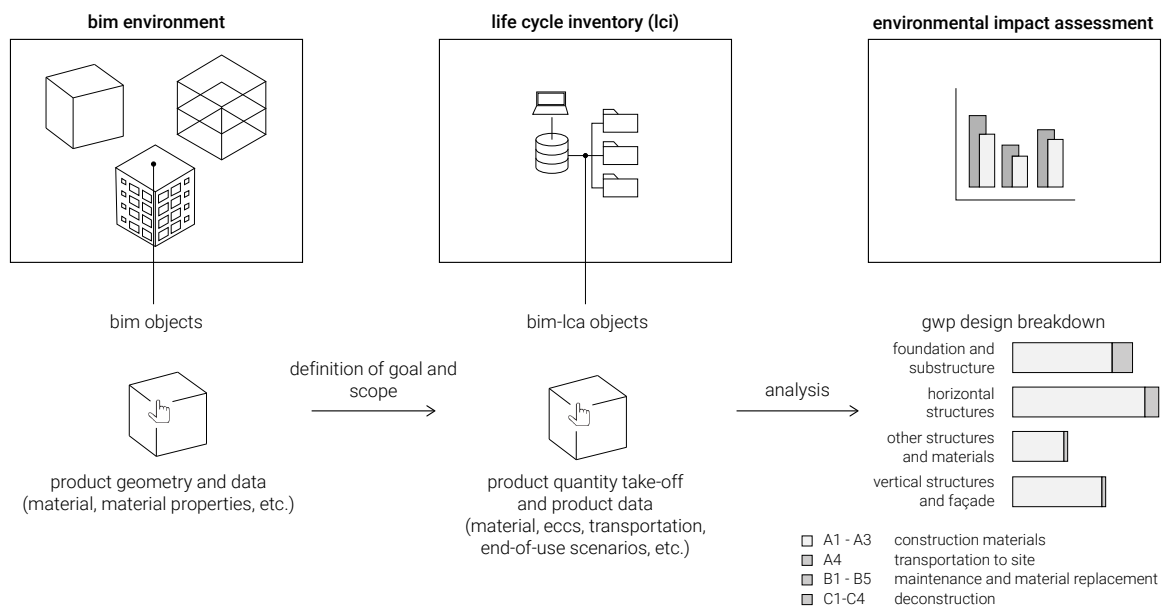 bim environment
life cycle inventory (lci)
environmental impact assessment
bim objects
bim-lca objects
gwp design breakdown
definition of goal and
scope
analysis
product geometry and data
(material, material properties, etc.)
product quantity take-off
and product data
(material, eccs, transportation,
end-of-use scenarios, etc.)
foundation and
substructure
horizontal
structures
other structures
and materials
vertical structures
and façade
A1 - A3 construction materials
A4 transportation to site
B1 - B5 maintenance and material replacement
C1-C4 deconstruction